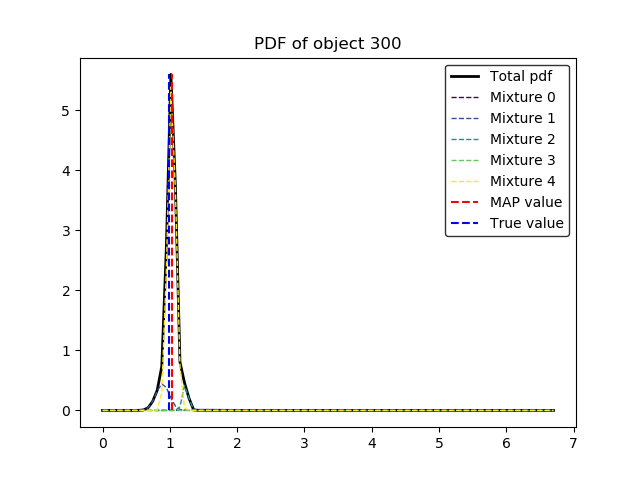 PDF of object 300
Total pdf
Mixture 0
Mixture 1
Mixture 2
Mixture 3
Mixture 4
MAP value
True value
5
4
3
2
1
0
0 1 2 3 4 5 6 7